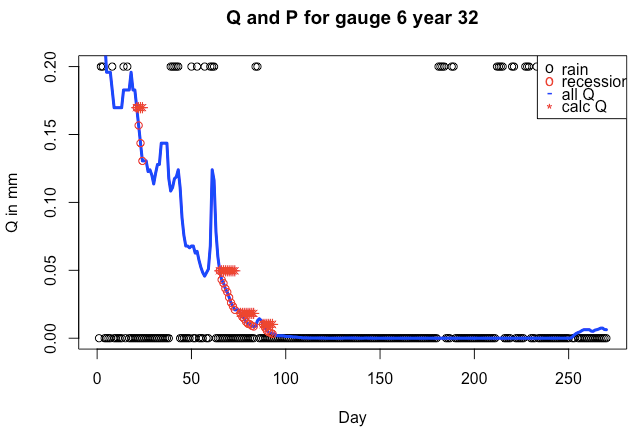 Q and P for gauge 6 year 32
Q in mm
0.20
0.15
0.10
0.05
0.00
0 50 100 150 200 250
Day
rain
recession
all Q
calc Q